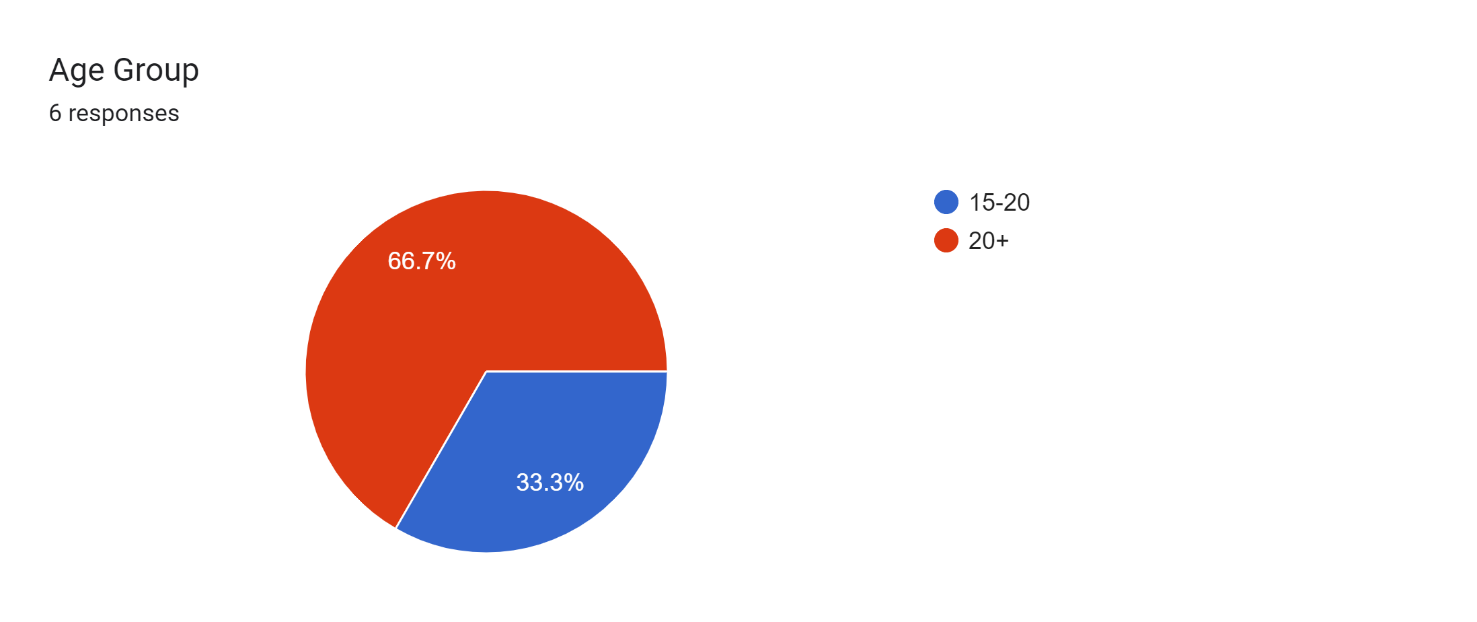 Age Group
6 responses
15-20
20+
66.7%
33.3%